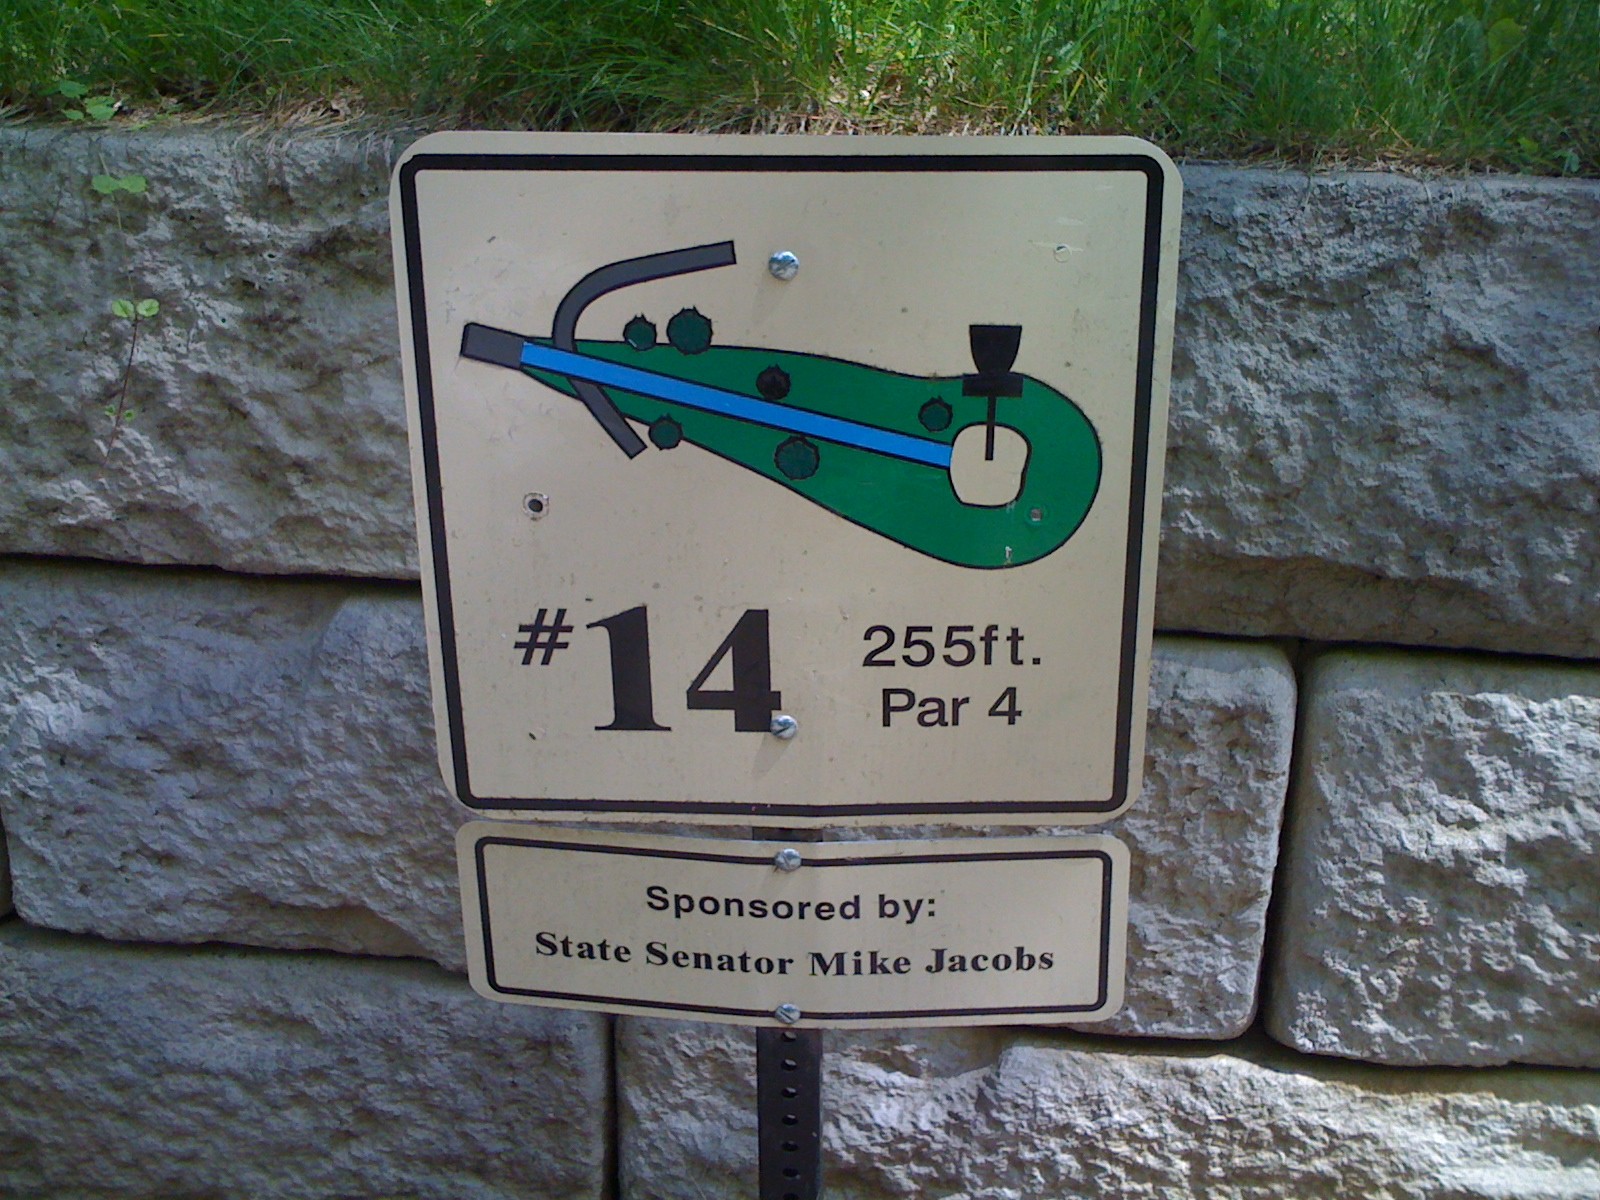 #14
255ft.
Par 4
Sponsored by:
State Senator Mike Jacobs